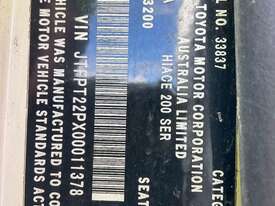 L NO. 33837
TOYOTA MOTOR CORPORATION
AUSTRALIA LIMITED
HIACE 200 SER
CATEG
3200
SEAT
VIN JTFPT22PX00011378
VEHICLE WAS MANUFACTURED TO CO
E MOTOR VEHICLE STANDARDS AC